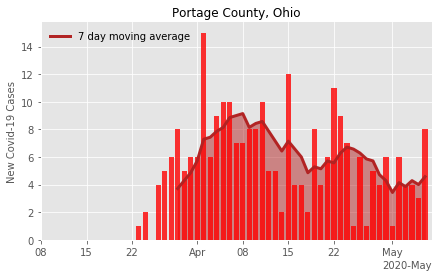 Portage County, Ohio
7 day moving average
New Covid-19 Cases
14
12
10
8
6
4
2
0
08
15
22
Apr
08
15
22
May
2020-May